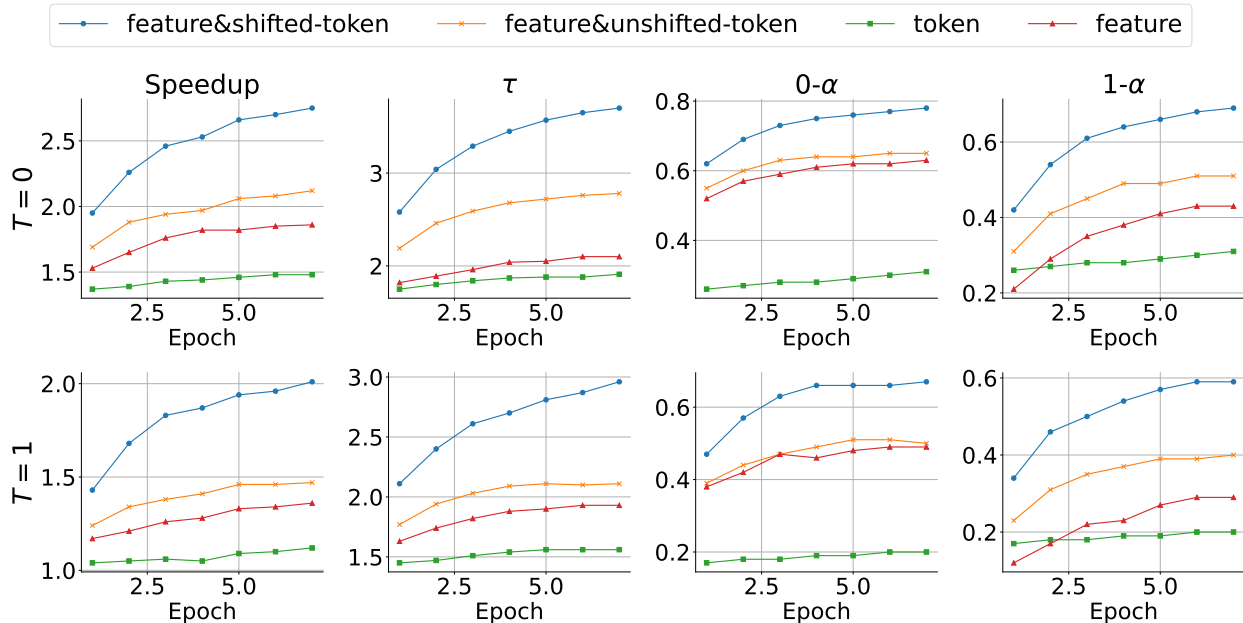 feature&shifted-token feature&unshifted-token token feature
Speedup τ 0-α 1-α
T = 0
2.5
2.0
1.5
2.5 5.0
Epoch
3
2
2.5 5.0
Epoch
0.8
0.6
0.4
2.5 5.0
Epoch
0.6
0.4
0.2
2.5 5.0
Epoch
T = 1
2.0
1.5
1.0
2.5 5.0
Epoch
3.0
2.5
2.0
1.5
2.5 5.0
Epoch
0.6
0.4
0.2
2.5 5.0
Epoch
0.6
0.4
0.2
2.5 5.0
Epoch